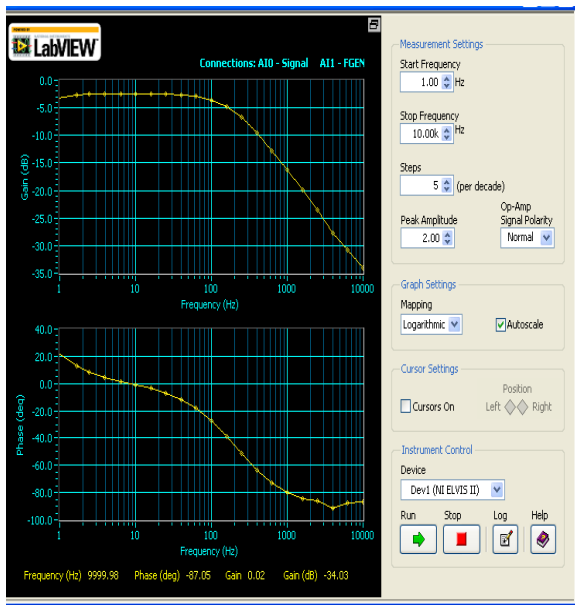 LabVIEW
Connections: AI0 - Signal AI1 - FGEN
0.0
-5.0
-10.0
-15.0
-20.0
-25.0
-30.0
-35.0
Gain (dB)
1 10 100 1000 10000
Frequency (Hz)
40.0
20.0
0.0
-20.0
-40.0
-60.0
-80.0
-100.0
Phase (deg)
1 10 100 1000 10000
Frequency (Hz)
Frequency (Hz) 9999.98 Phase (deg) -87.05 Gain 0.02 Gain (dB) -34.03
Measurement Settings
Start Frequency
1.00 Hz
Stop Frequency
10.00k Hz
Steps
5 (per decade)
Peak Amplitude
2.00
Op-Amp
Signal Polarity
Normal
Graph Settings
Mapping
Logarithmic
Autoscale
Cursor Settings
Position
Cursors On Left Right
Instrument Control
Device
Dev1 (NI ELVIS II)
Run Stop Log Help